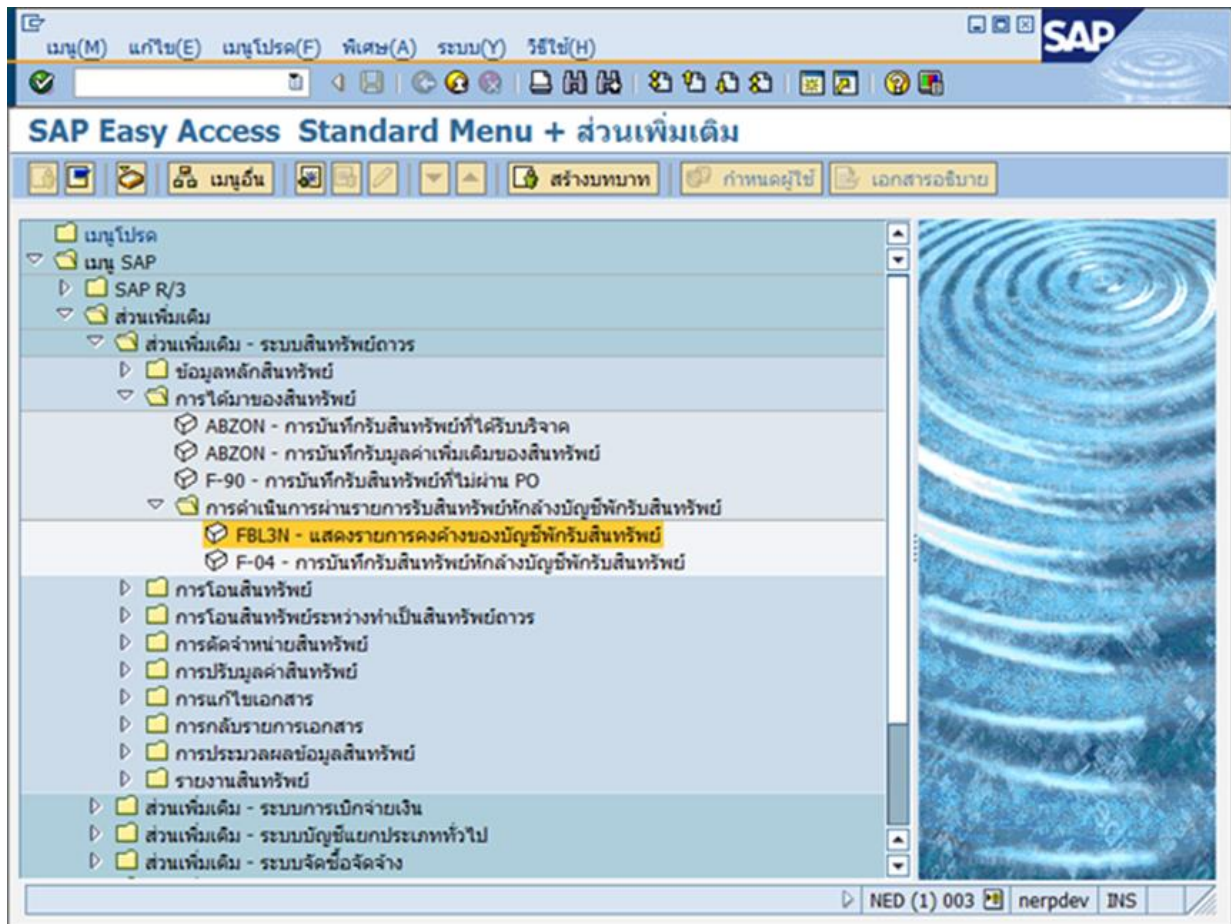 เมนู(M) แก้ไข(E) เมนูโปรด(F) พิเศษ(A) ระบบ(Y) วิธีใช้(H)
SAP
SAP Easy Access Standard Menu + ส่วนเพิ่มเติม
เมนูอื่น สร้างบทบาท กำหนดผู้ใช้ เอกสารอธิบาย
เมนูโปรด
เมนู SAP
SAP R/3
ส่วนเพิ่มเติม
ส่วนเพิ่มเติม - ระบบสินทรัพย์ถาวร
ข้อมูลหลักสินทรัพย์
การได้มาของสินทรัพย์
ABZON - การบันทึกรับสินทรัพย์ที่ได้รับบริจาค
ABZON - การบันทึกรับมูลค่าเพิ่มเติมของสินทรัพย์
F-90 - การบันทึกรับสินทรัพย์ที่ไม่ผ่าน PO
การดำเนินการผ่านรายการรับสินทรัพย์หักล้างบัญชีพักรับสินทรัพย์
FBL3N - แสดงรายการคงค้างของบัญชีพักรับสินทรัพย์
F-04 - การบันทึกรับสินทรัพย์หักล้างบัญชีพักรับสินทรัพย์
การโอนสินทรัพย์
การโอนสินทรัพย์ระหว่างทำเป็นสินทรัพย์ถาวร
การตัดจำหน่ายสินทรัพย์
การปรับมูลค่าสินทรัพย์
การแก้ไขเอกสาร
การกลับรายการเอกสาร
การประมวลผลข้อมูลสินทรัพย์
รายงานสินทรัพย์
ส่วนเพิ่มเติม - ระบบการเบิกจ่ายเงิน
ส่วนเพิ่มเติม - ระบบบัญชีแยกประเภททั่วไป
ส่วนเพิ่มเติม - ระบบจัดซื้อจัดจ้าง
NED (1) 003 nerpdev INS